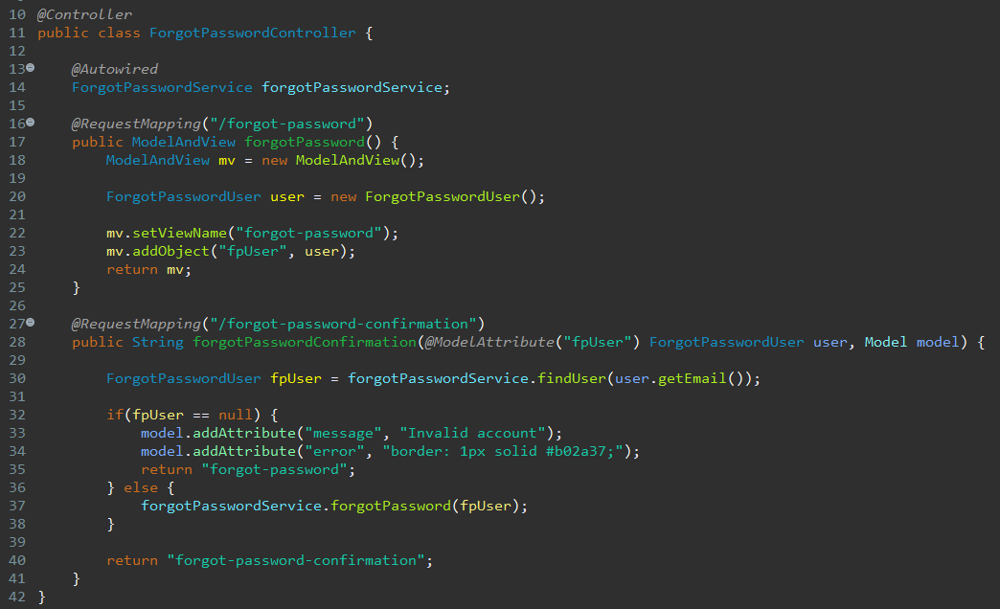 10 @Controller
11 public class ForgotPasswordController {
12
13 @Autowired
14 ForgotPasswordService forgotPasswordService;
15
16 @RequestMapping("/forgot-password")
17 public ModelAndView forgotPassword() {
18 ModelAndView mv = new ModelAndView();
19
20 ForgotPasswordUser user = new ForgotPasswordUser();
21
22 mv.setViewName("forgot-password");
23 mv.addObject("fpUser", user);
24 return mv;
25 }
26
27 @RequestMapping("/forgot-password-confirmation")
28 public String forgotPasswordConfirmation(@ModelAttribute("fpUser") ForgotPasswordUser user, Model model) {
29
30 ForgotPasswordUser fpUser = forgotPasswordService.findUser(user.getEmail());
31
32 if(fpUser == null) {
33 model.addAttribute("message", "Invalid account");
34 model.addAttribute("error", "border: 1px solid #b02a37;");
35 return "forgot-password";
36 } else {
37 forgotPasswordService.forgotPassword(fpUser);
38 }
39
40 return "forgot-password-confirmation";
41 }
42 }